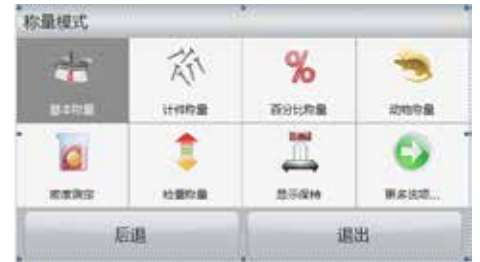 称量模式
基本称量 计件称量 百分比称量 动物称量
密度测定 检重称量 显示保持 更多选项...
后退 退出